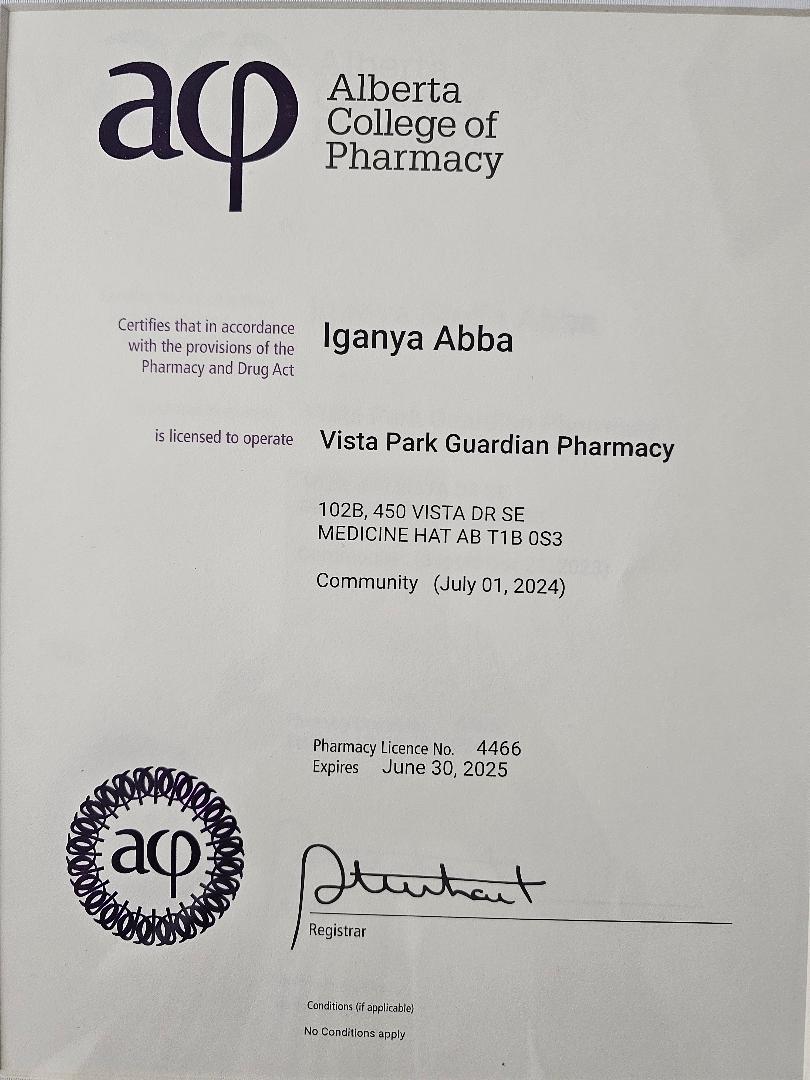 acp
Alberta
College of
Pharmacy
Certifies that in accordance
with the provisions of the
Pharmacy and Drug Act
Iganya Abba
is licensed to operate
Vista Park Guardian Pharmacy
102B, 450 VISTA DR SE
MEDICINE HAT AB T1B 0S3
Community (July 01, 2024)
Pharmacy Licence No. 4466
Expires June 30, 2025
acp
Registrar
Conditions (if applicable)
No Conditions apply